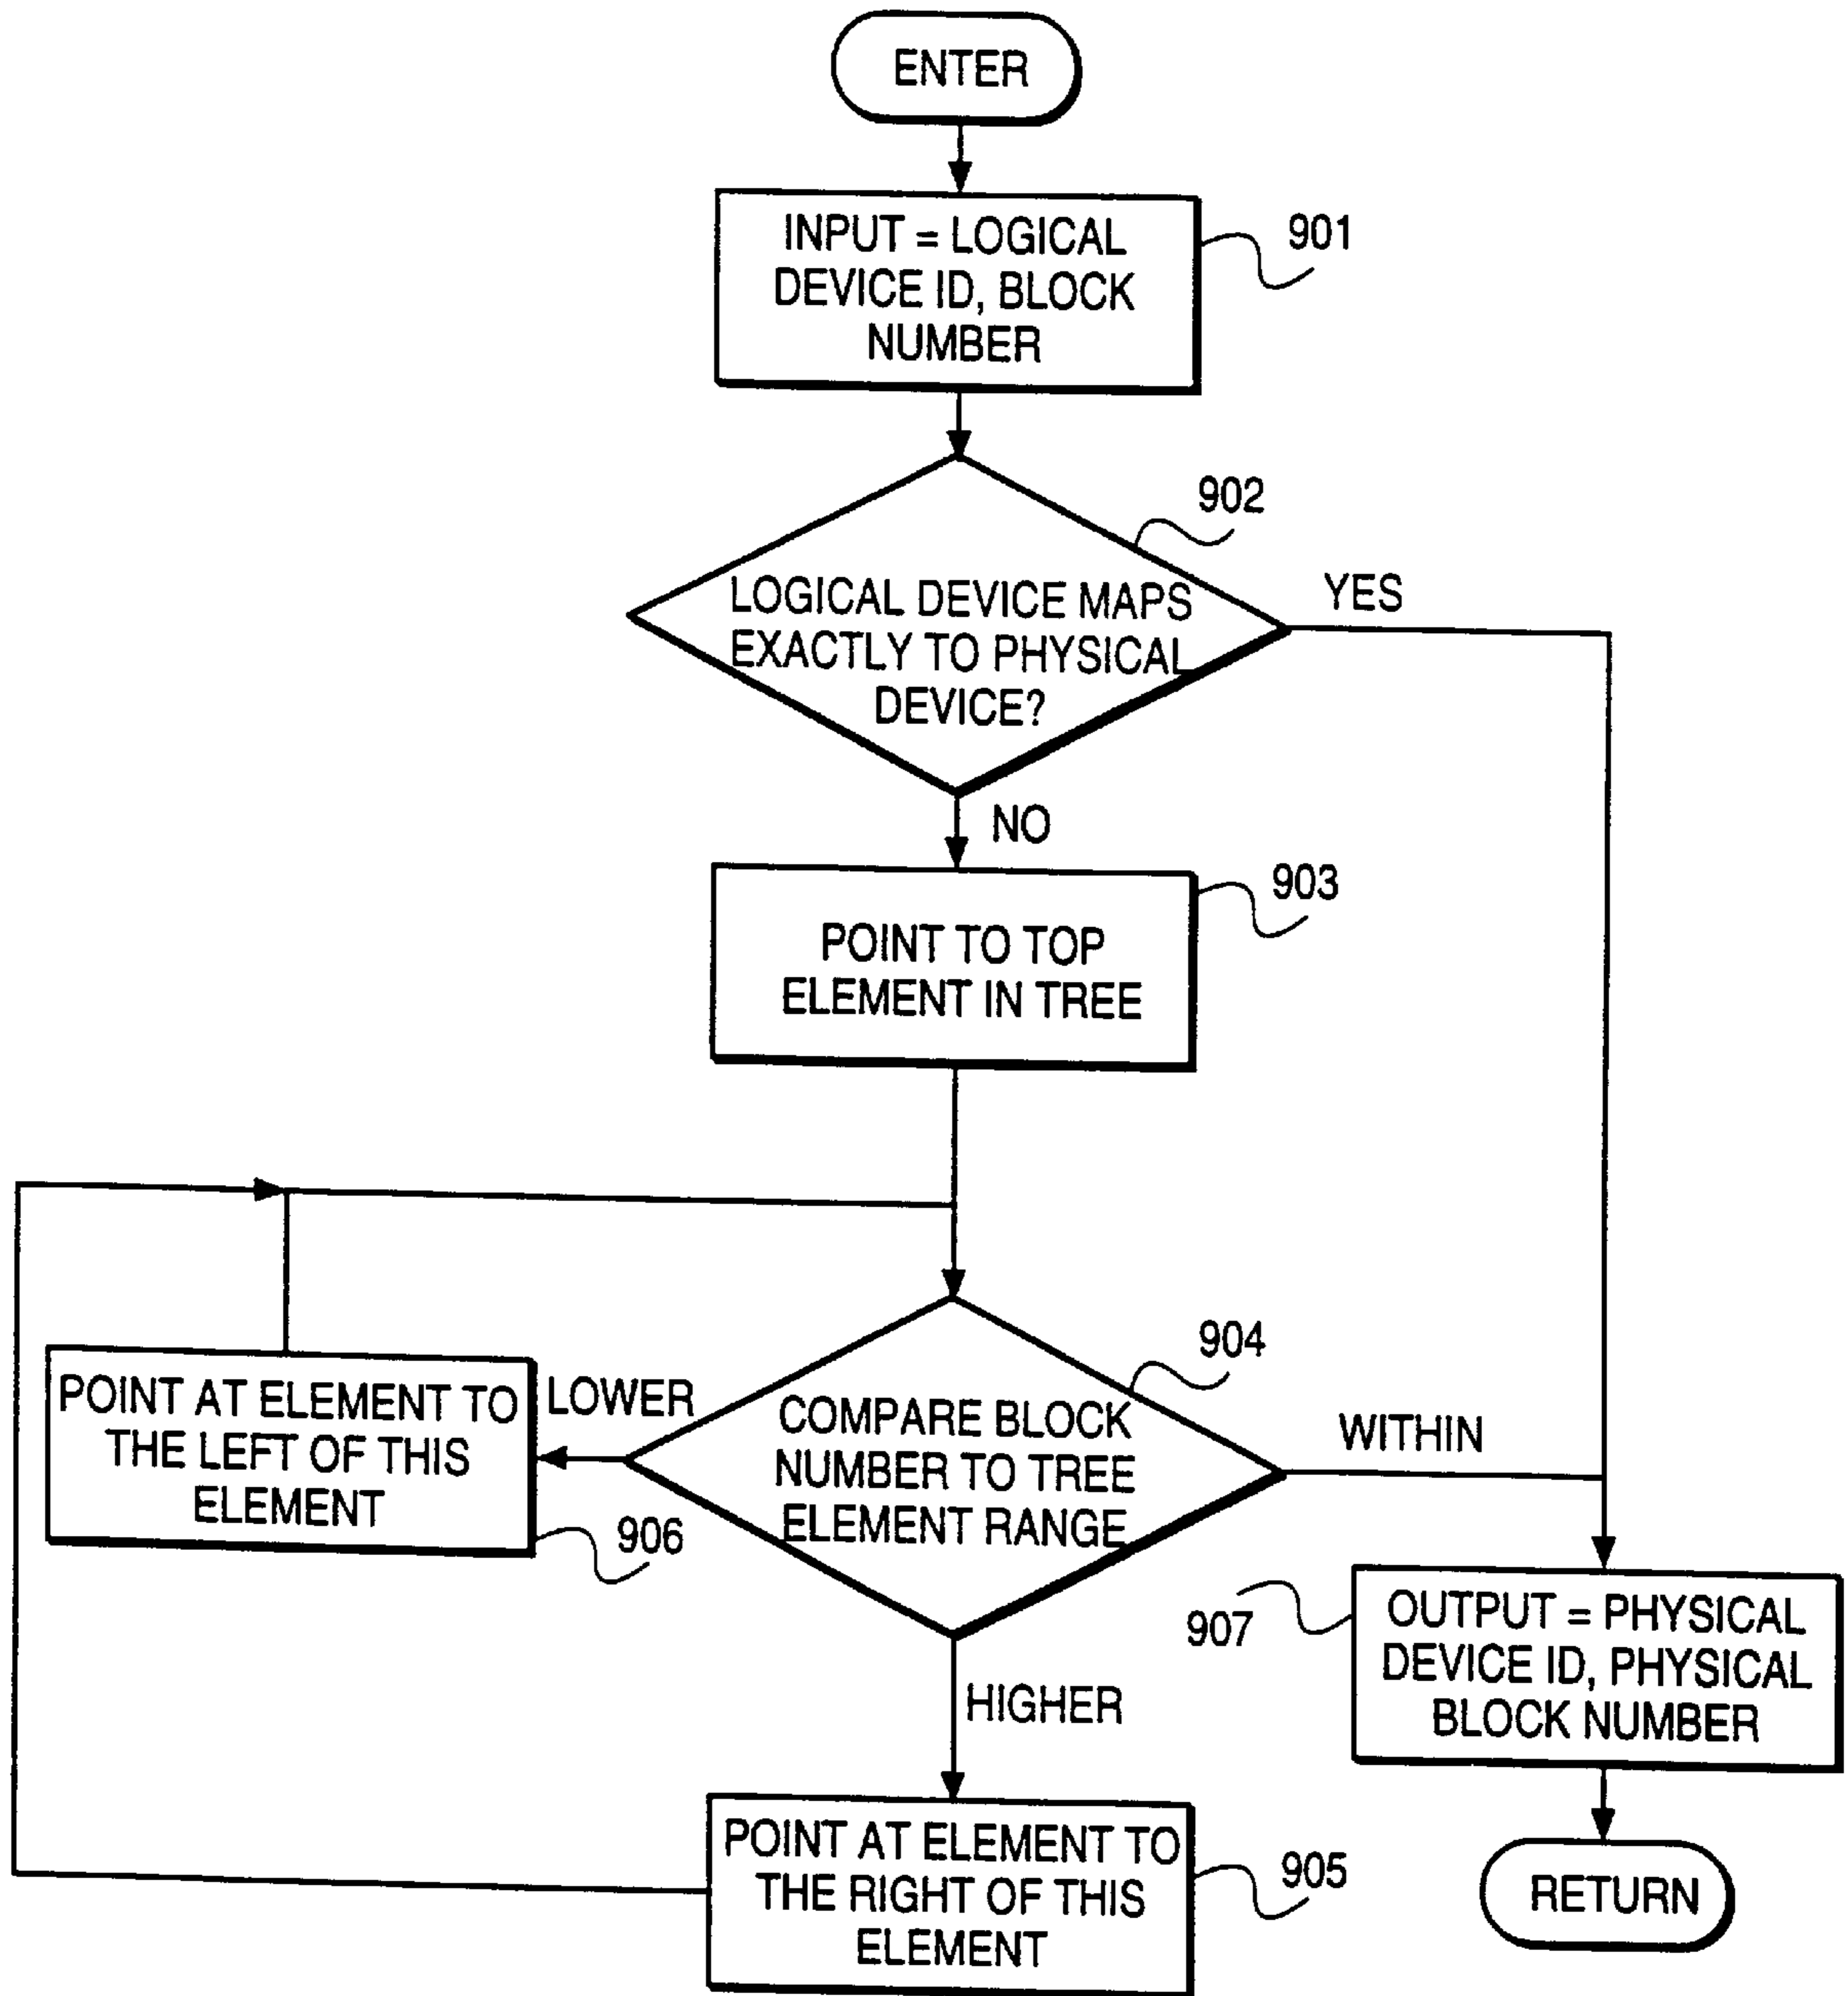 ENTER
INPUT = LOGICAL
DEVICE ID, BLOCK
NUMBER
901
902
LOGICAL DEVICE MAPS
EXACTLY TO PHYSICAL
DEVICE?
YES
NO
903
POINT TO TOP
ELEMENT IN TREE
904
COMPARE BLOCK
NUMBER TO TREE
ELEMENT RANGE
LOWER
POINT AT ELEMENT TO
THE LEFT OF THIS
ELEMENT
906
WITHIN
907
OUTPUT = PHYSICAL
DEVICE ID, PHYSICAL
BLOCK NUMBER
HIGHER
POINT AT ELEMENT TO
THE RIGHT OF THIS
ELEMENT
905
RETURN